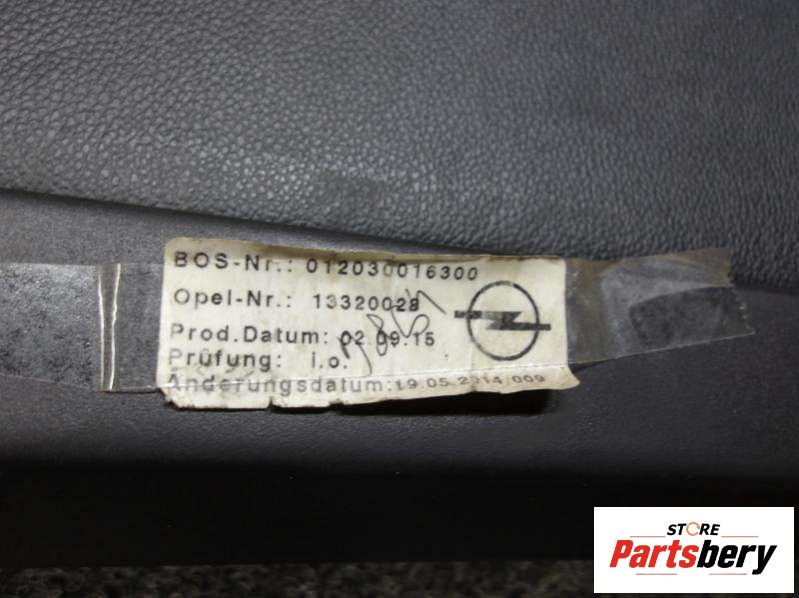 BOS-Nr.: 012030016300
Opel-Nr.: 13320028
Prod.Datum: 02.09.15
Prüfung: i.o.
Änderungsdatum:19.05.2014/009
STORE
Partsbery